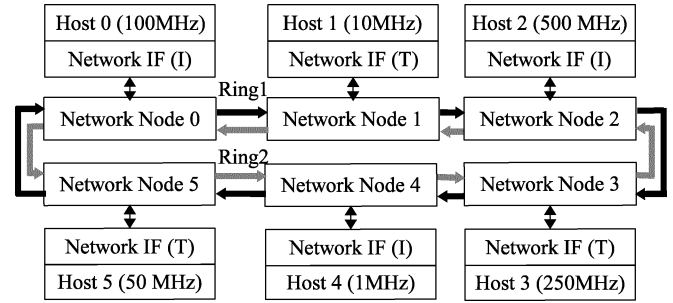 Host 0 (100MHz) Host 1 (10MHz) Host 2 (500 MHz)
Network IF (I) Network IF (T) Network IF (I)
Ring1
Network Node 0 Network Node 1 Network Node 2
Ring2
Network Node 5 Network Node 4 Network Node 3
Network IF (T) Network IF (I) Network IF (T)
Host 5 (50 MHz) Host 4 (1MHz) Host 3 (250MHz)